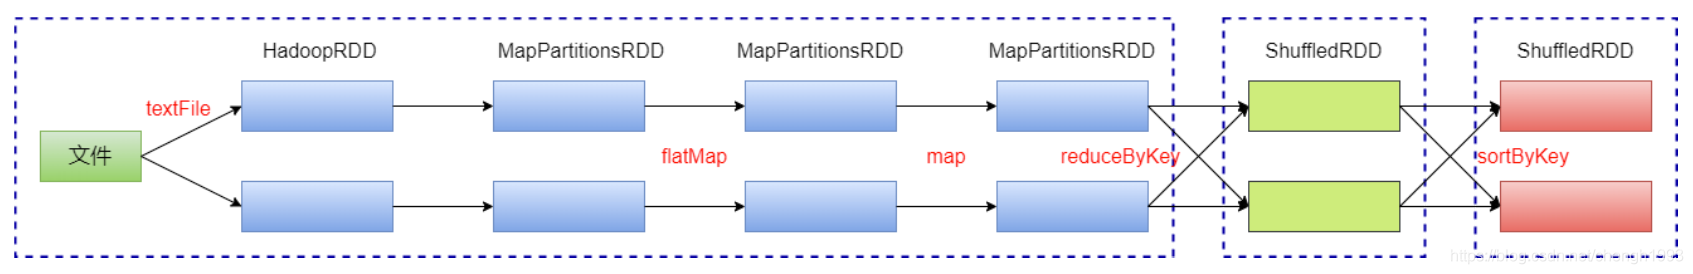 HadoopRDD
MapPartitionsRDD
MapPartitionsRDD
MapPartitionsRDD
ShuffledRDD
ShuffledRDD
textFile
文件
flatMap
map
reduceByKey
sortByKey